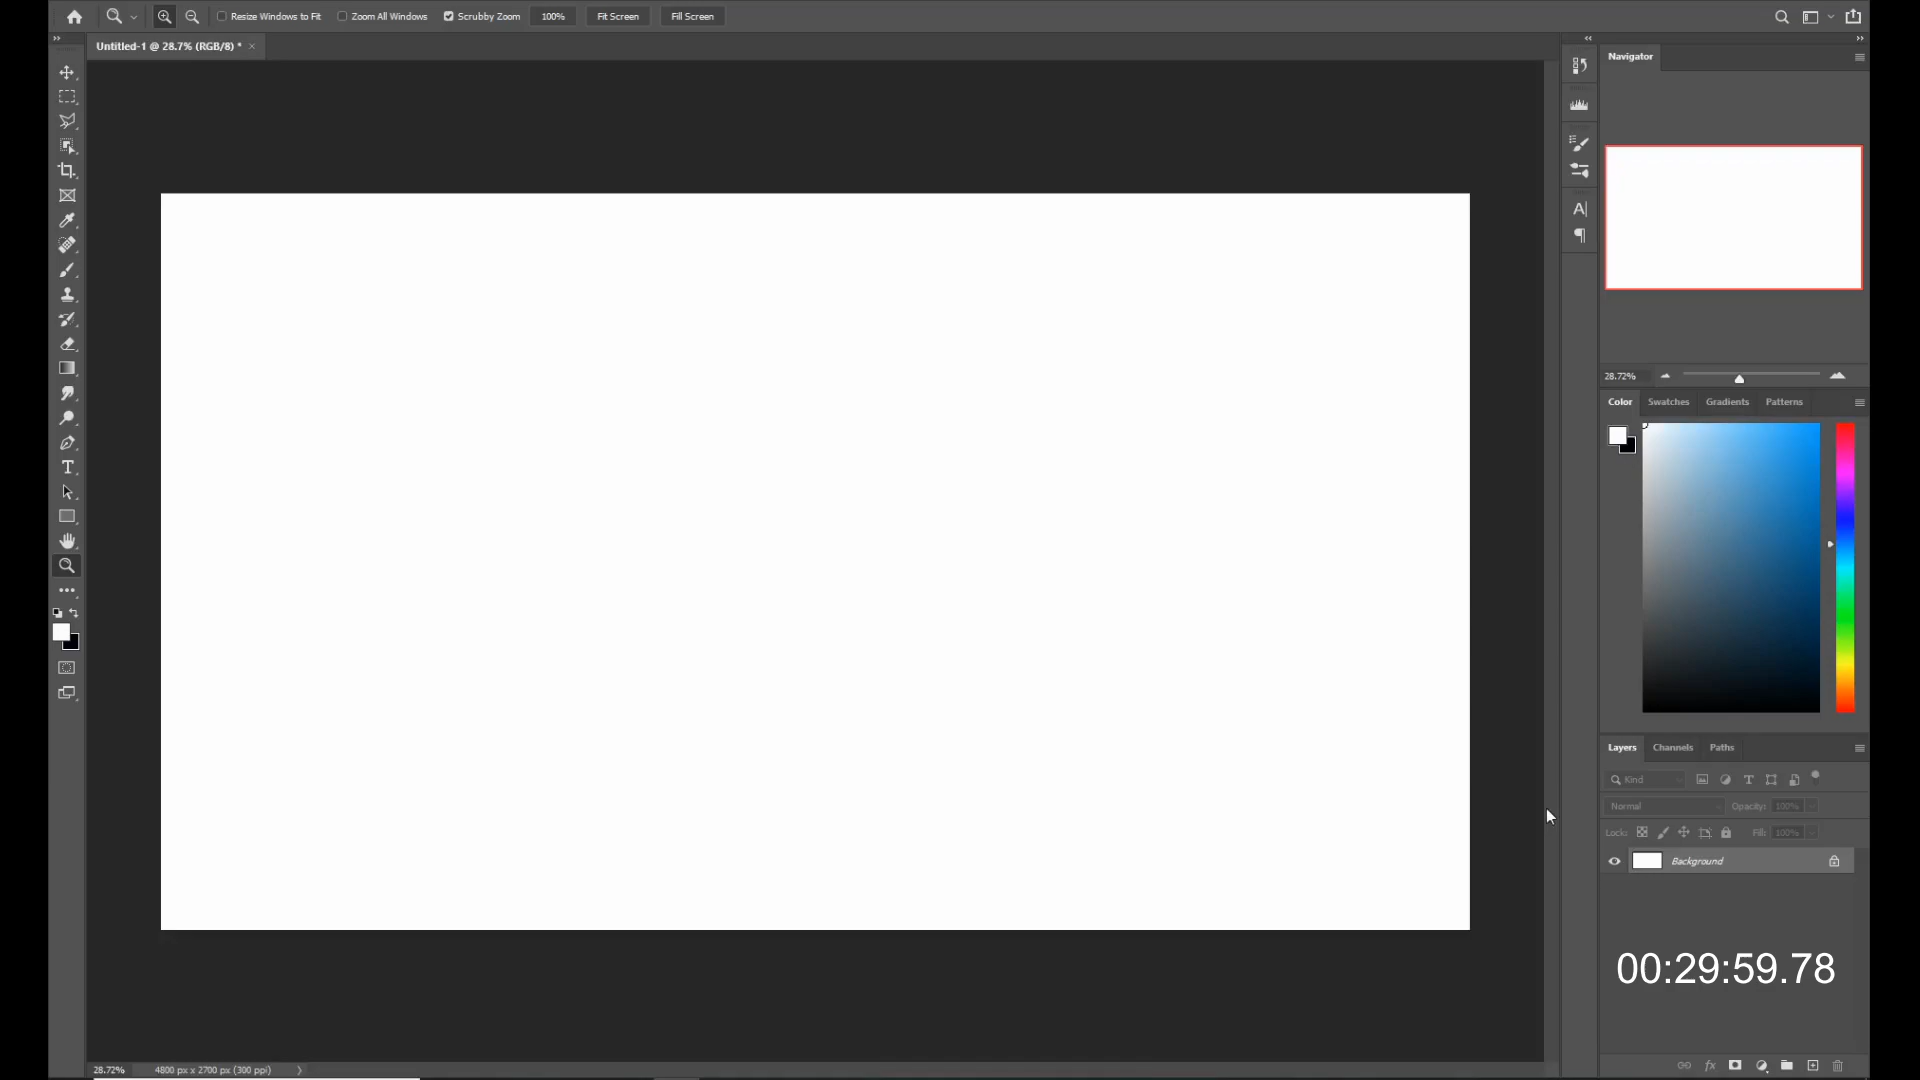 Resize Windows to Fit
Zoom All Windows
Scrubby Zoom
100%
Fit Screen
Fill Screen
Untitled-1 @ 28.7% (RGB/8) *
Navigator
28.72%
Color
Swatches
Gradients
Patterns
Layers
Channels
Paths
Kind
Normal
Opacity: 100%
Lock:
Fill: 100%
Background
00:29:59.78
28.72%
4800 px x 2700 px (300 ppi)